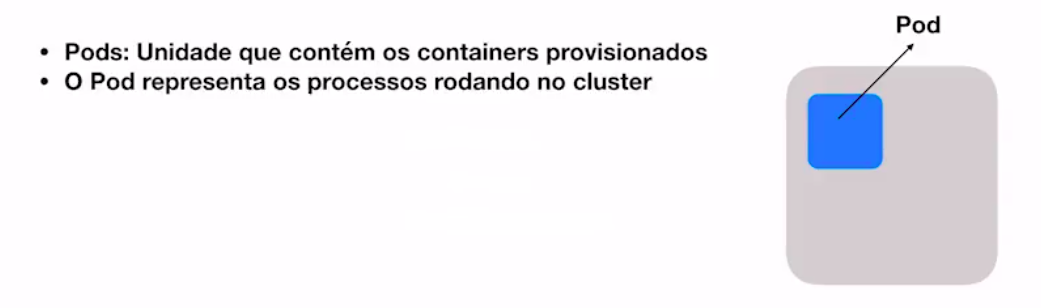 • Pods: Unidade que contém os containers provisionados
• O Pod representa os processos rodando no cluster
Pod